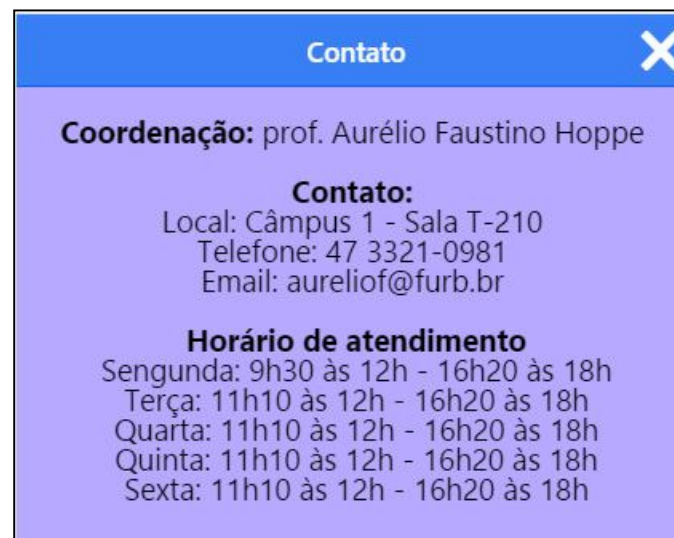 Contato
Coordenação: prof. Aurélio Faustino Hoppe
Contato:
Local: Câmpus 1 - Sala T-210
Telefone: 47 3321-0981
Email: aureliof@furb.br
Horário de atendimento
Sengunda: 9h30 às 12h - 16h20 às 18h
Terça: 11h10 às 12h - 16h20 às 18h
Quarta: 11h10 às 12h - 16h20 às 18h
Quinta: 11h10 às 12h - 16h20 às 18h
Sexta: 11h10 às 12h - 16h20 às 18h